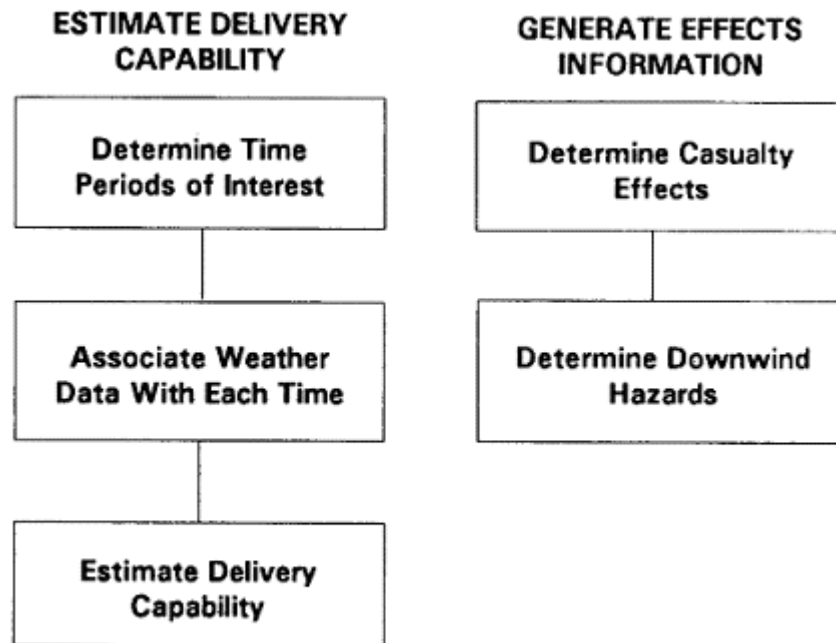 ESTIMATE DELIVERY
CAPABILITY
Determine Time
Periods of Interest
Associate Weather
Data With Each Time
Estimate Delivery
Capability
GENERATE EFFECTS
INFORMATION
Determine Casualty
Effects
Determine Downwind
Hazards